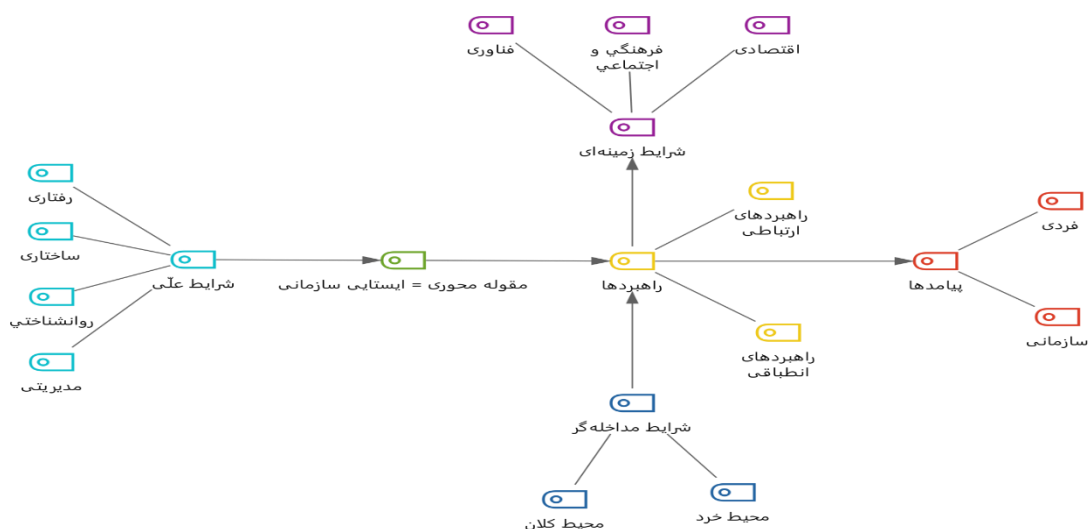 فناوری
فرهنگي و
اجتماعي
اقتصادی
شرایط زمینه‌ای
رفتاری
ساختاری
روانشناختي
مدیریتی
شرایط علّی
مقوله محوری = ایستایی سازمانی
راهبردها
راهبردهای
ارتباطی
راهبردهای
انطباقی
پیامدها
فردی
سازمانی
شرایط مداخله‌گر
محیط کلان
محیط خرد